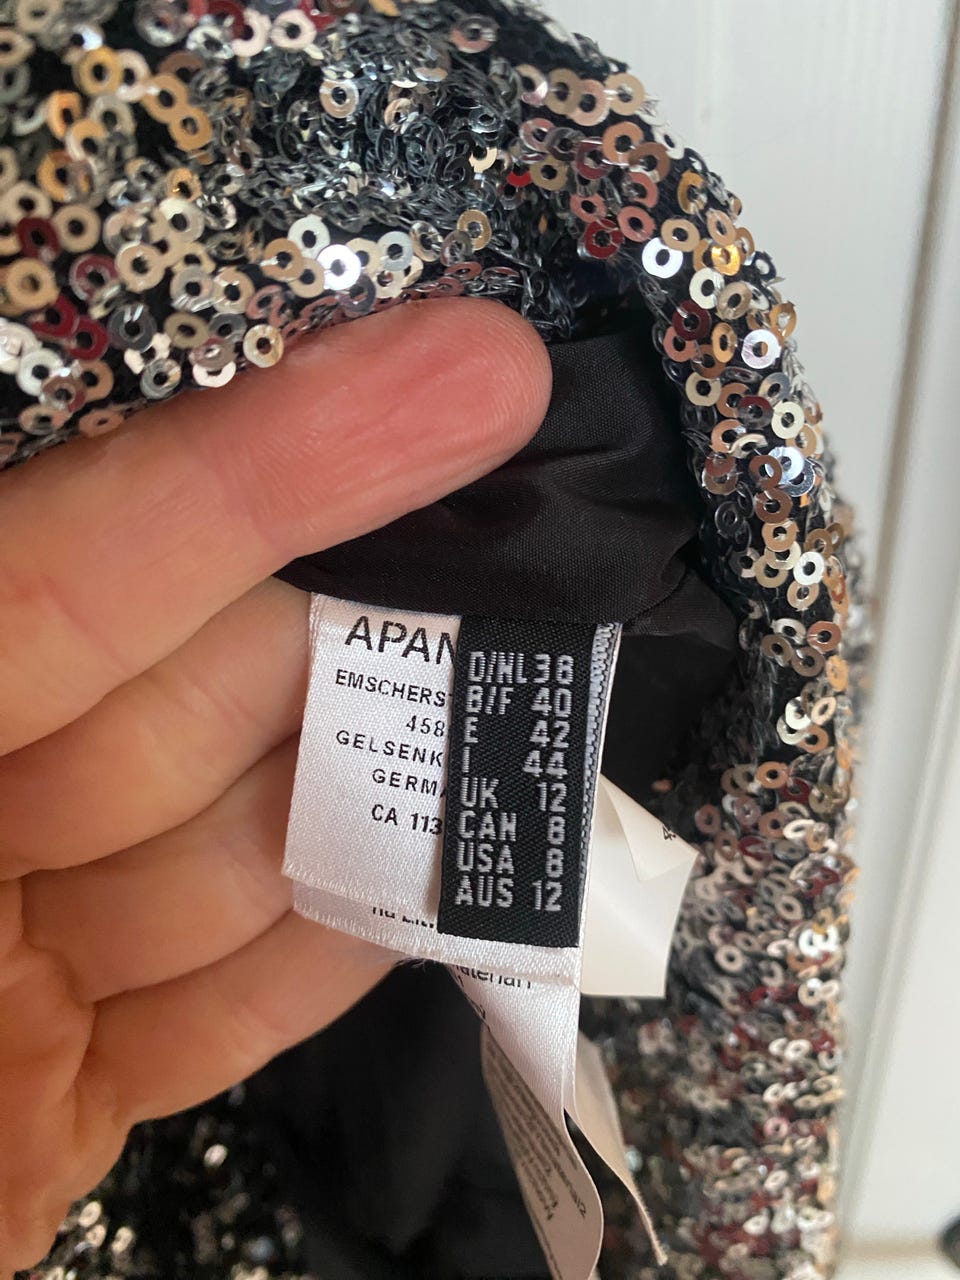 APAN
EMSCHERS
458
GELSENK
GERMA
CA 113
D/NL 38
B/F 40
E 42
I 44
UK 12
CAN 8
USA 8
AUS 12